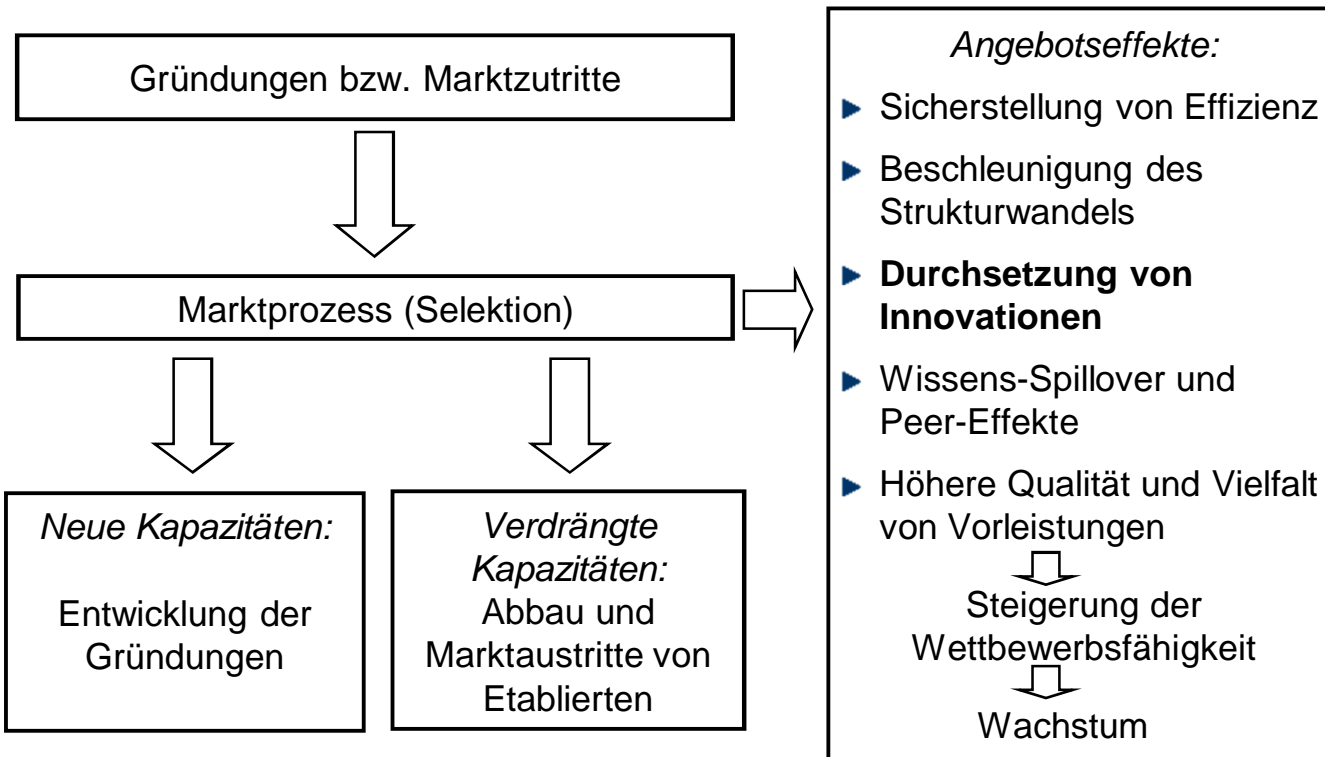 Gründungen bzw. Marktzutritte
Marktprozess (Selektion)
Neue Kapazitäten:
Entwicklung der
Gründungen
Verdrängte
Kapazitäten:
Abbau und
Marktaustritte von
Etablierten
Angebotseffekte:
Sicherstellung von Effizienz
Beschleunigung des
Strukturwandels
Durchsetzung von
Innovationen
Wissens-Spillover und
Peer-Effekte
Höhere Qualität und Vielfalt
von Vorleistungen
Steigerung der
Wettbewerbsfähigkeit
Wachstum